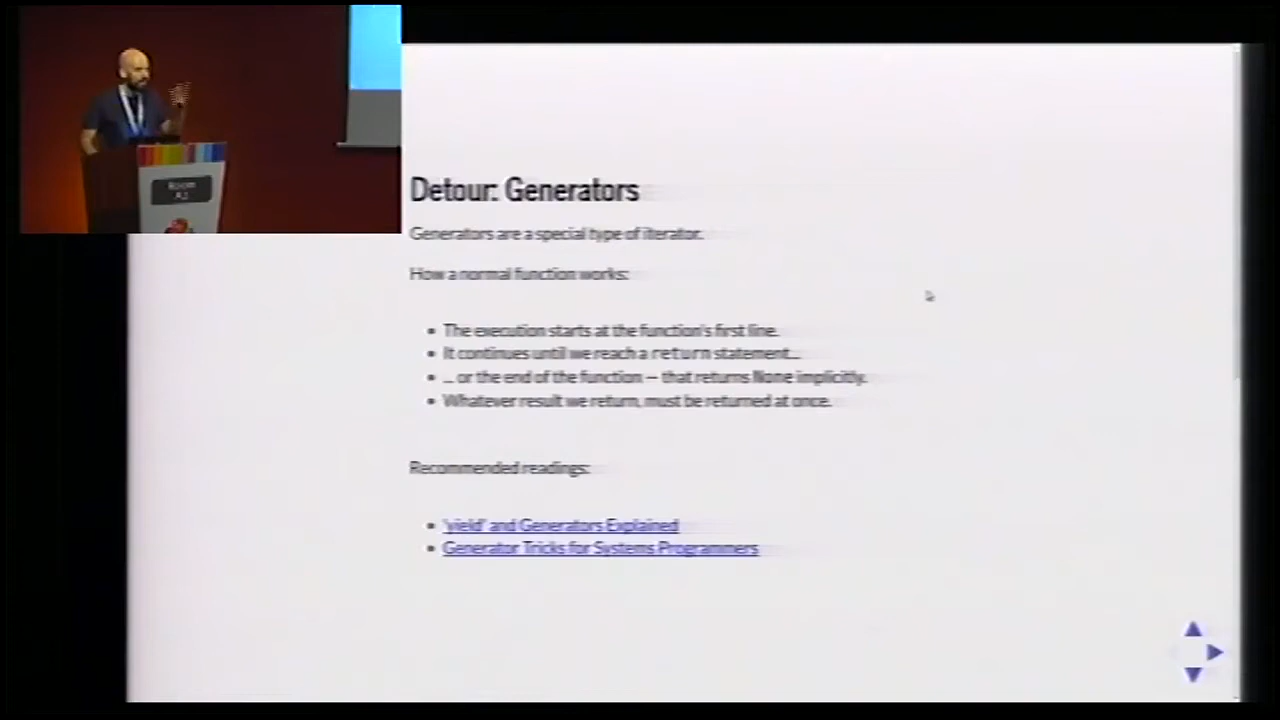 Room
A2
Detour: Generators
Generators are a special type of iterator.
How a normal function works:
• The execution starts at the function's first line.
• It continues until we reach a return statement...
• ... or the end of the function — that returns None implicitly.
• Whatever result we return, must be returned at once.
Recommended readings:
• 'yield' and Generators Explained
• Generator Tricks for Systems Programmers